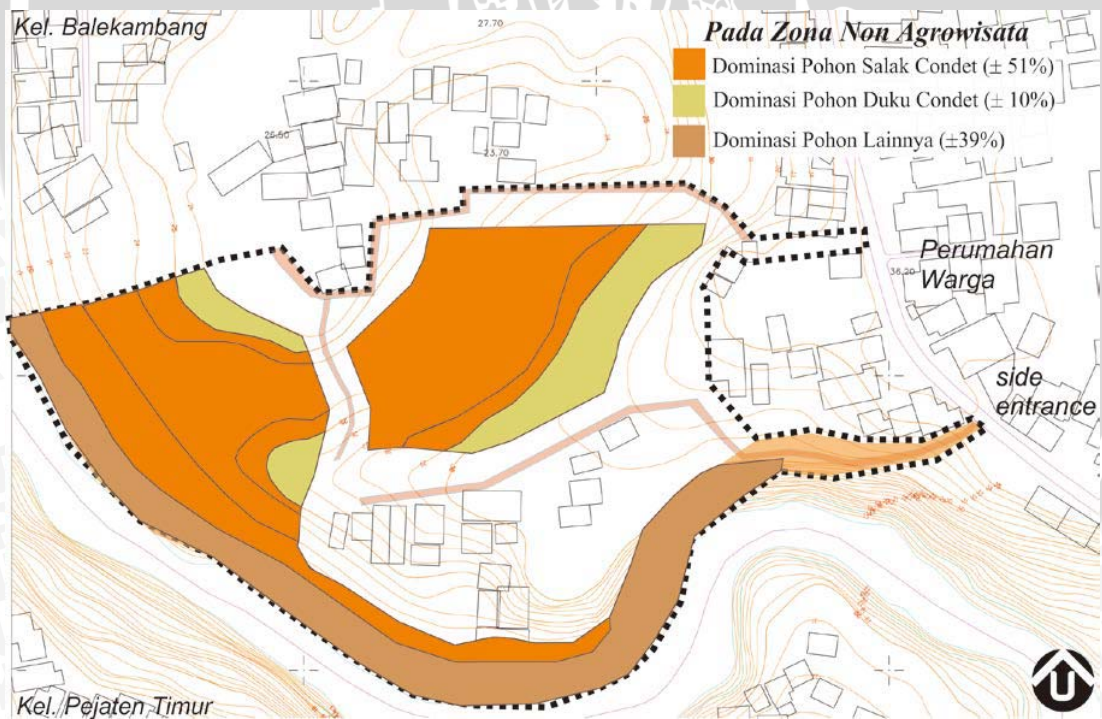 Kel. Balekambang
27.70
Pada Zona Non Agrowisata
Dominasi Pohon Salak Condet (± 51%)
Dominasi Pohon Duku Condet (± 10%)
Dominasi Pohon Lainnya (±39%)
26.50
23.70
Perumahan
Warga
36.20
side
entrance
Kel. Pejaten Timur
U